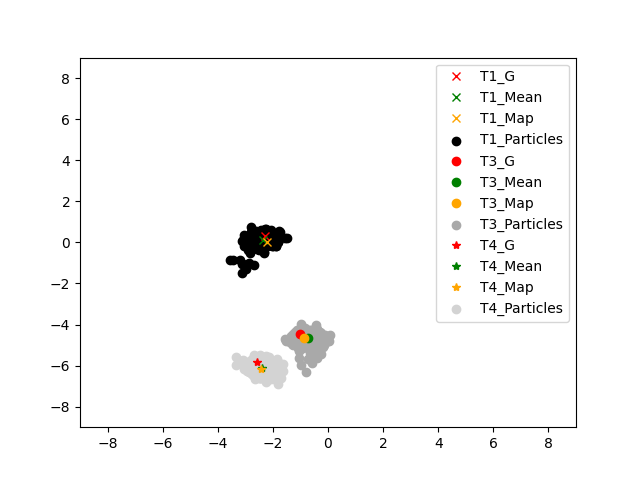 8
6
4
2
0
−2
−4
−6
−8
−8 −6 −4 −2 0 2 4 6 8
T1_G
T1_Mean
T1_Map
T1_Particles
T3_G
T3_Mean
T3_Map
T3_Particles
T4_G
T4_Mean
T4_Map
T4_Particles